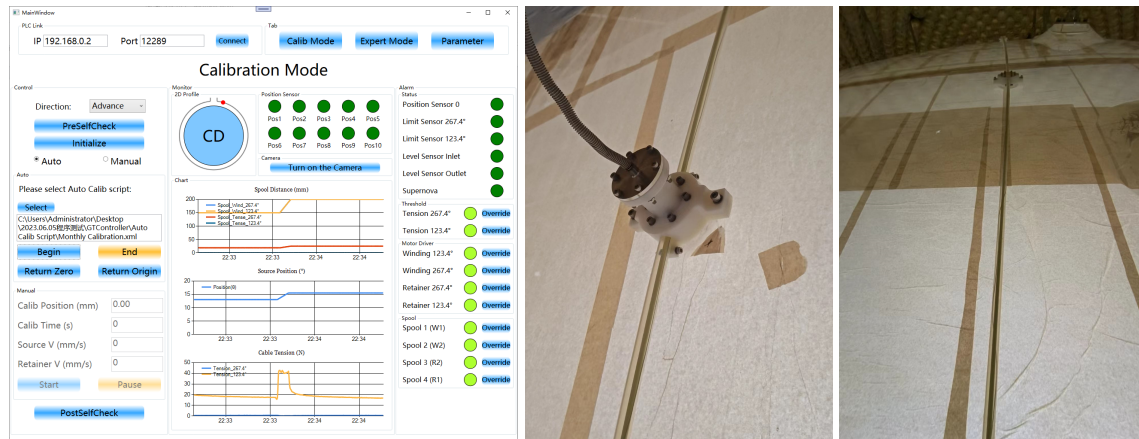 MainWindow
PLC Link
IP 192.168.0.2 Port 12289 Connect
Tab
Calib Mode Expert Mode Parameter
Calibration Mode
Control
Direction: Advance
PreSelfCheck
Initialize
Auto Manual
Auto
Please select Auto Calib script:
Select
C:\Users\Administrator\Desktop
\2023.06.05程序测试\GTController\Auto
Calib Script\Monthly Calibration.xml
Begin End
Return Zero Return Origin
Manual
Calib Position (mm) 0.00
Calib Time (s) 0
Source V (mm/s) 0
Retainer V (mm/s) 0
Start Pause
PostSelfCheck
Monitor
2D Profile
CD
Position Sensor
Pos1 Pos2 Pos3 Pos4 Pos5
Pos6 Pos7 Pos8 Pos9 Pos10
Camera
Turn on the Camera
Chart
Spool Distance (mm)
200
150
100
50
0
Spool_Wind_267.4°
Spool_Wind_123.4°
Spool_Tense_267.4°
Spool_Tense_123.4°
22:33 22:33 22:34 22:34
Source Position (°)
20
15
10
5
0
Position(θ)
22:33 22:33 22:34 22:34
Cable Tension (N)
50
40
30
20
10
0
Tension_267.4°
Tension_123.4°
22:33 22:33 22:34 22:34
Alarm
Status
Position Sensor 0
Limit Sensor 267.4°
Limit Sensor 123.4°
Level Sensor Inlet
Level Sensor Outlet
Supernova
Threshold
Tension 267.4° Override
Tension 123.4° Override
Motor Driver
Winding 123.4° Override
Winding 267.4° Override
Retainer 267.4° Override
Retainer 123.4° Override
Spool
Spool 1 (W1) Override
Spool 2 (W2) Override
Spool 3 (R2) Override
Spool 4 (R1) Override